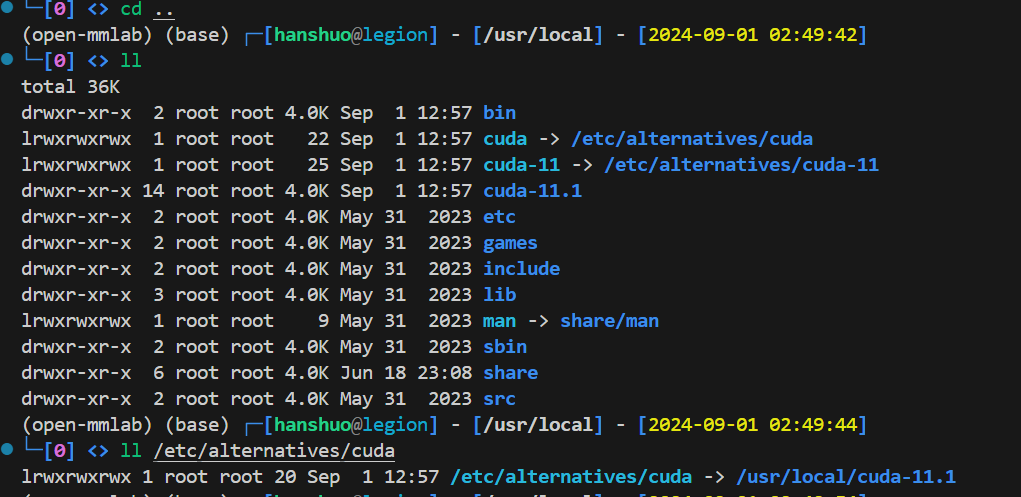 └─[0] <> cd ..
(open-mmlab) (base) ┌─[hanshuo@legion] - [/usr/local] - [2024-09-01 02:49:42]
└─[0] <> ll
total 36K
drwxr-xr-x  2 root root 4.0K Sep  1 12:57 bin
lrwxrwxrwx  1 root root   22 Sep  1 12:57 cuda -> /etc/alternatives/cuda
lrwxrwxrwx  1 root root   25 Sep  1 12:57 cuda-11 -> /etc/alternatives/cuda-11
drwxr-xr-x 14 root root 4.0K Sep  1 12:57 cuda-11.1
drwxr-xr-x  2 root root 4.0K May 31  2023 etc
drwxr-xr-x  2 root root 4.0K May 31  2023 games
drwxr-xr-x  2 root root 4.0K May 31  2023 include
drwxr-xr-x  3 root root 4.0K May 31  2023 lib
lrwxrwxrwx  1 root root    9 May 31  2023 man -> share/man
drwxr-xr-x  2 root root 4.0K May 31  2023 sbin
drwxr-xr-x  6 root root 4.0K Jun 18 23:08 share
drwxr-xr-x  2 root root 4.0K May 31  2023 src
(open-mmlab) (base) ┌─[hanshuo@legion] - [/usr/local] - [2024-09-01 02:49:44]
└─[0] <> ll /etc/alternatives/cuda
lrwxrwxrwx 1 root root 20 Sep  1 12:57 /etc/alternatives/cuda -> /usr/local/cuda-11.1